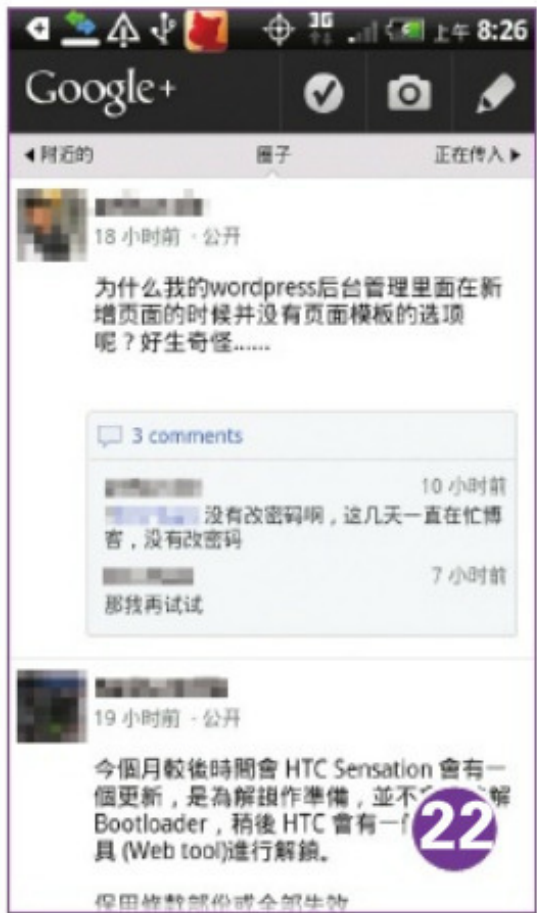 3G 上午 8:26
Google+
附近的 圈子 正在传入
18 小时前 - 公开
为什么我的wordpress后台管理里面在新
增页面的时候并没有页面模板的选项
呢?好生奇怪……
3 comments
10 小时前
没有改密码啊,这几天一直在忙博
客,没有改密码
7 小时前
那我再试试
19 小时前 - 公开
今個月較後時間會 HTC Sensation 會有一
個更新,是為解鎖作準備,並不 解
Bootloader,稍後 HTC 會有一
具 (Web tool)進行解鎖。
22